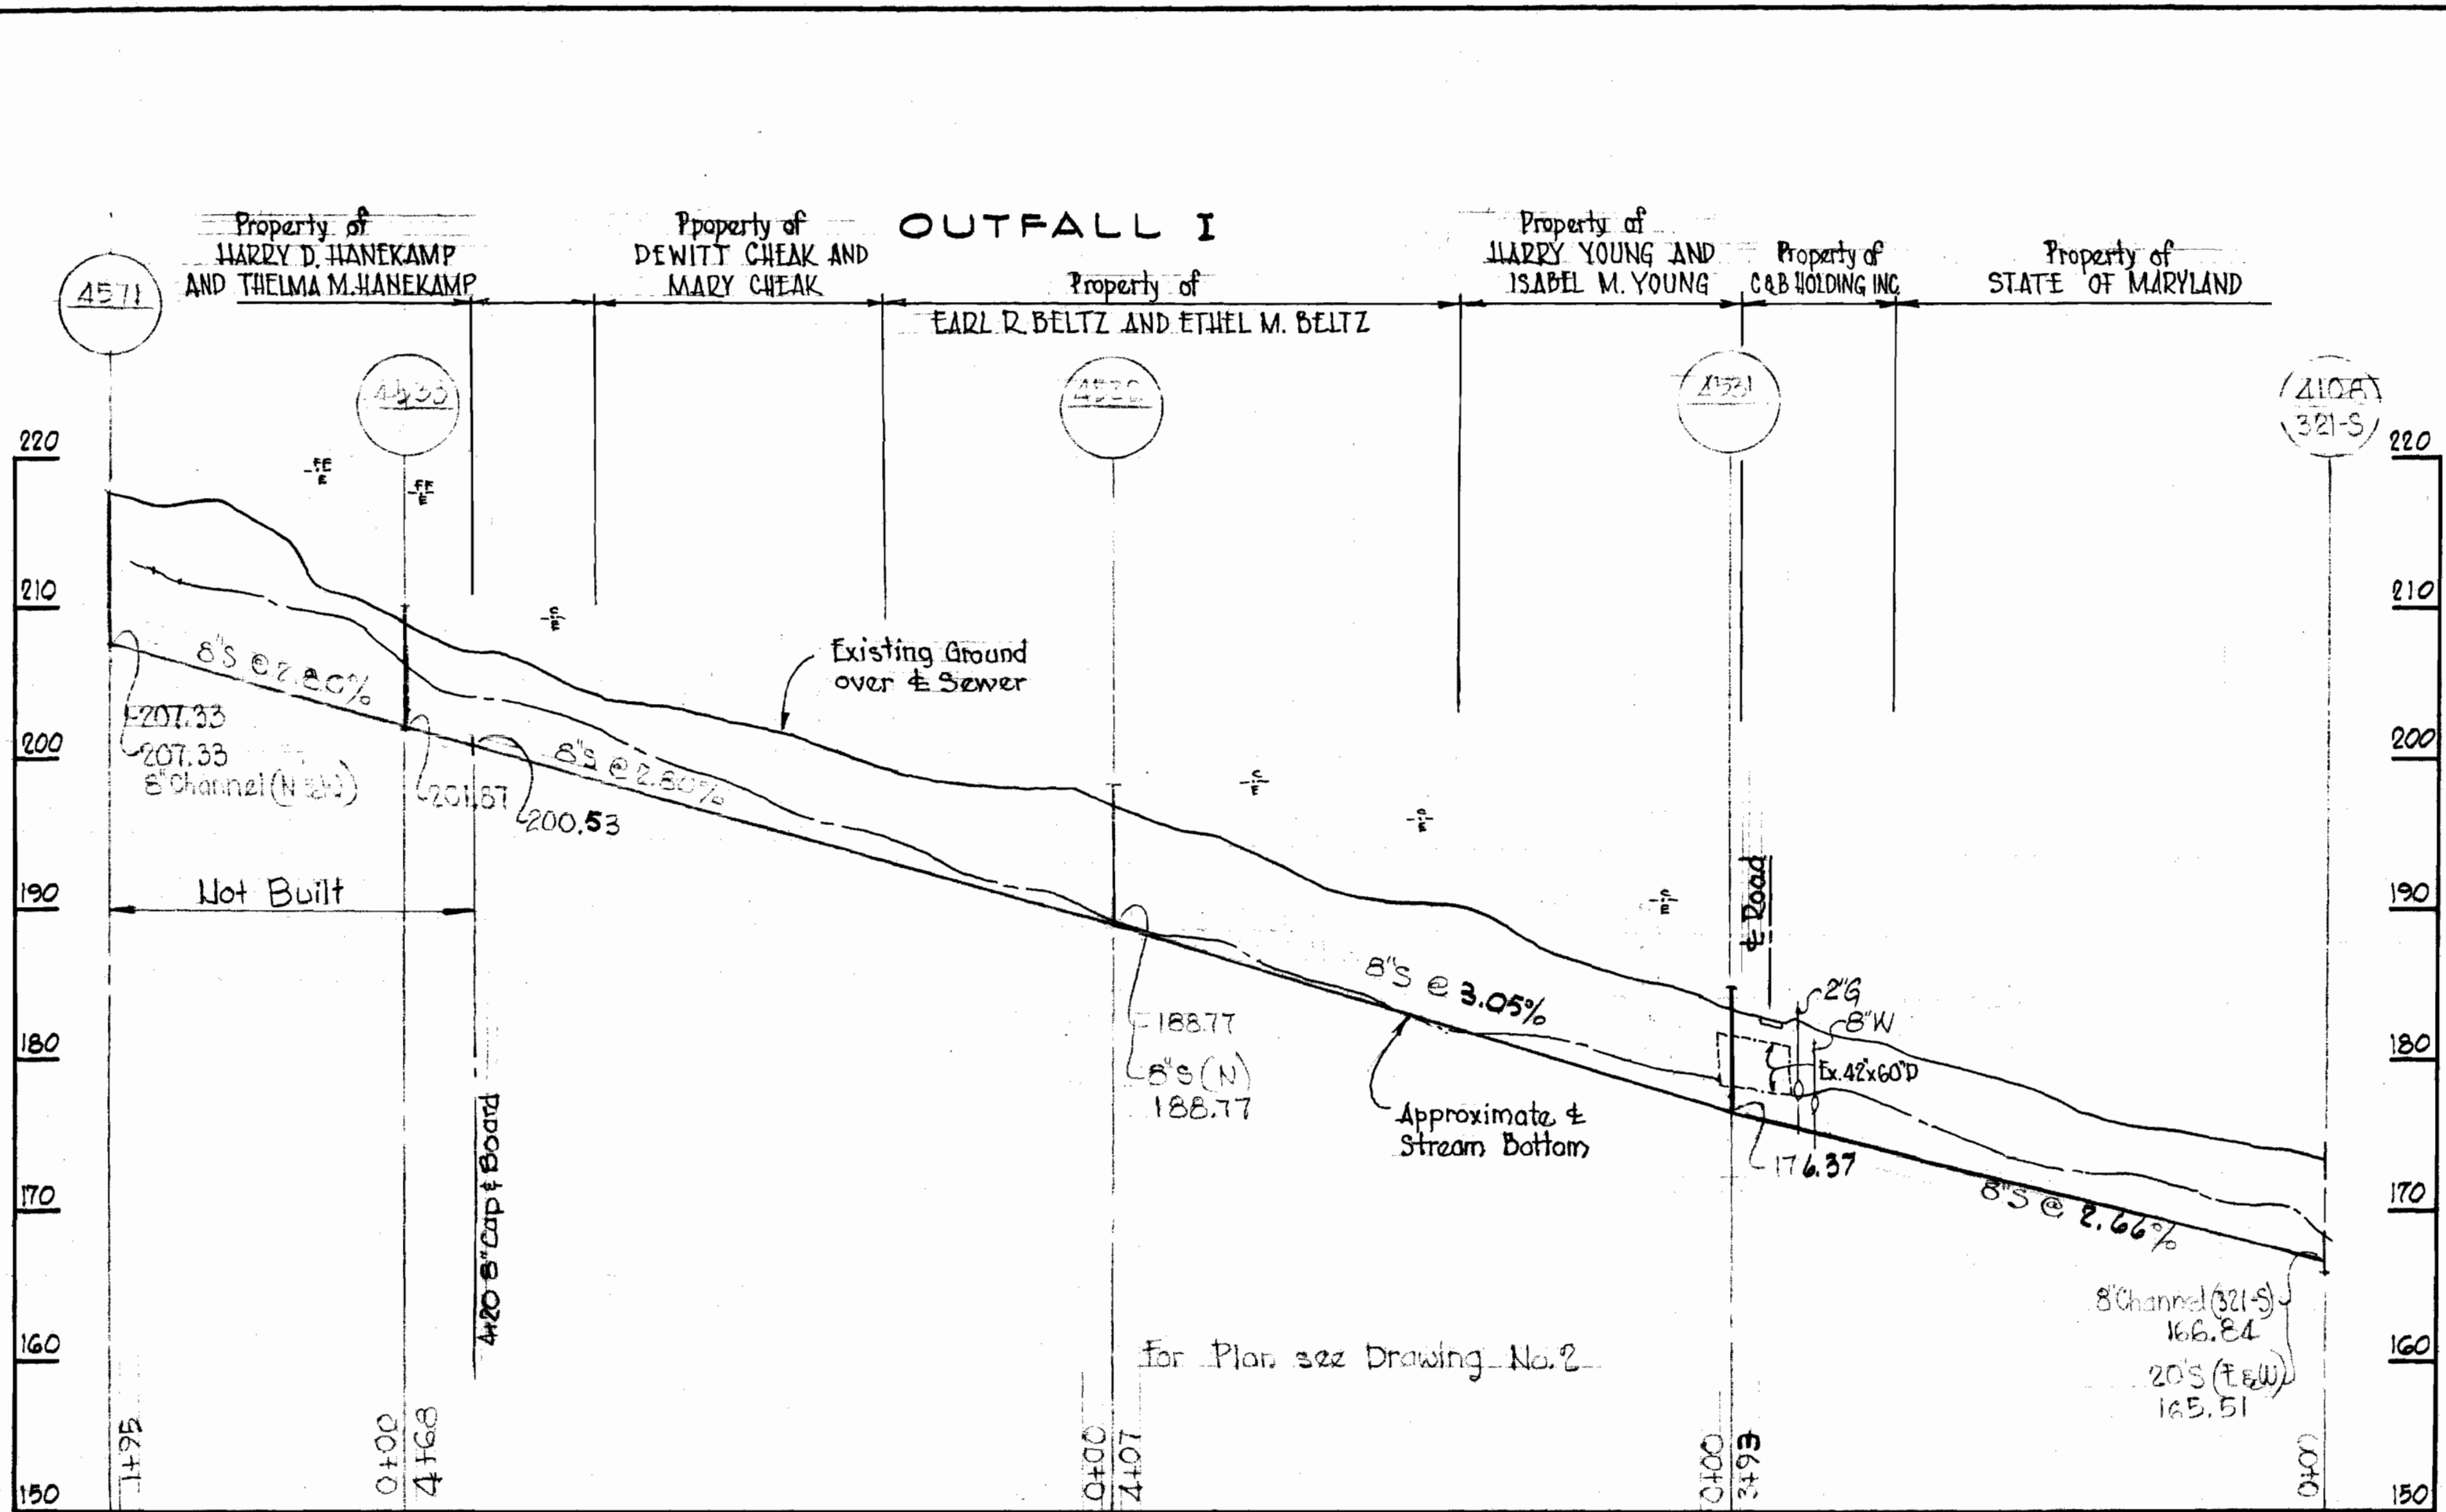 OUTFALL I
Property of
HARRY D. HANEKAMP
AND THELMA M. HANEKAMP
Ppoperty of
DEWITT CHEAK AND
MARY CHEAK
Property of
EARL R. BELTZ AND ETHEL M. BELTZ
Property of
HARRY YOUNG AND
ISABEL M. YOUNG
Property of
C&B HOLDING INC.
Property of
STATE OF MARYLAND
4571
4531
321-S
220
210
200
190
180
170
160
150
220
210
200
190
180
170
160
150
FF
E
FF
E
C
E
C
E
C
E
C
E
8"S @ 2.80%
207.33
207.33
8" Channel
201.87
200.53
8"S @ 2.80%
Existing Ground
over ℄ Sewer
Not Built
4+20 8" Cap & Board
188.77
8"S (N)
188.77
8"S @ 3.05%
Approximate ℄
Stream Bottom
℄ Road
2"G
8"W
Ex. 42"x60"D
176.37
8"S @ 2.66%
8" Channel (321-S)
166.84
20"S (E&W)
165.51
For Plan see Drawing No. 2
1+95
0+00
4+68
0+00
4+07
0+00
3+93
0+00